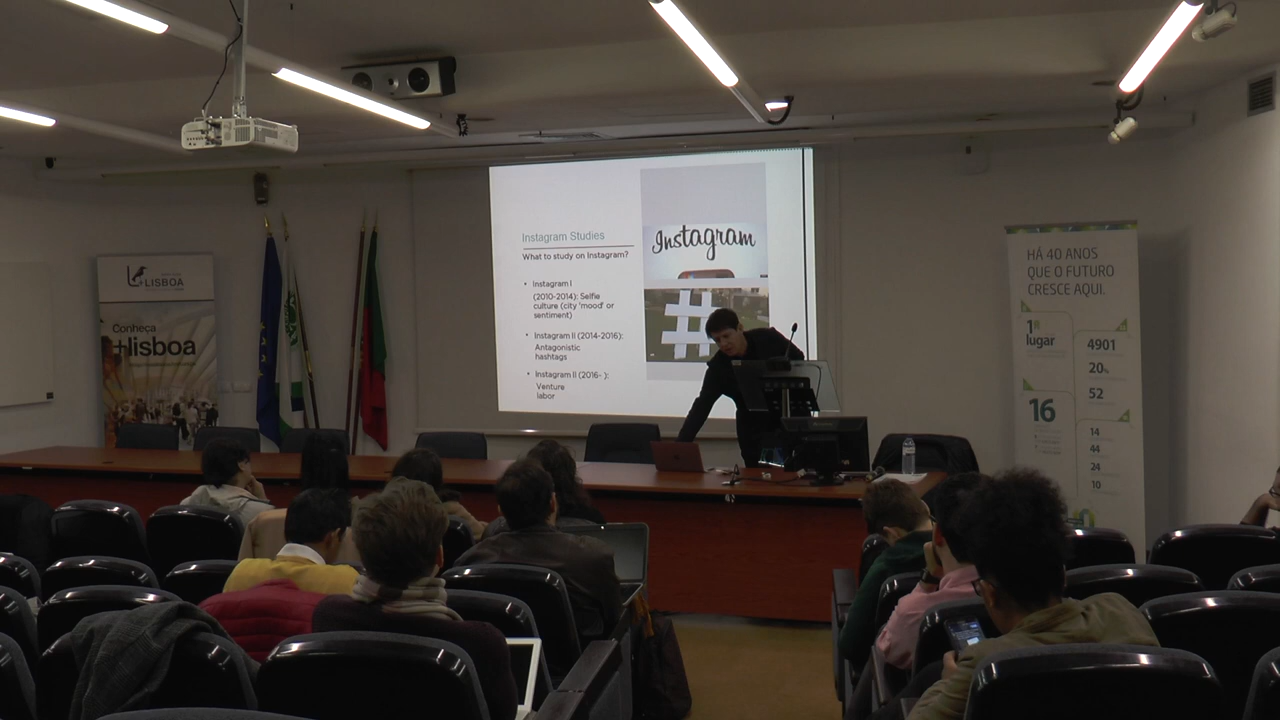 Instagram Studies
What to study on Instagram?
• Instagram I
(2010-2014): Selfie
culture (city 'mood' or
sentiment)
• Instagram II (2014-2016):
Antagonistic
hashtags
• Instagram II (2016- ):
Venture
labor
Instagram
#
LISBOA
Conheça
+lisboa
HÁ 40 ANOS
QUE O FUTURO
CRESCE AQUI.
1º
lugar
16
4901
20%
52
14
44
24
10